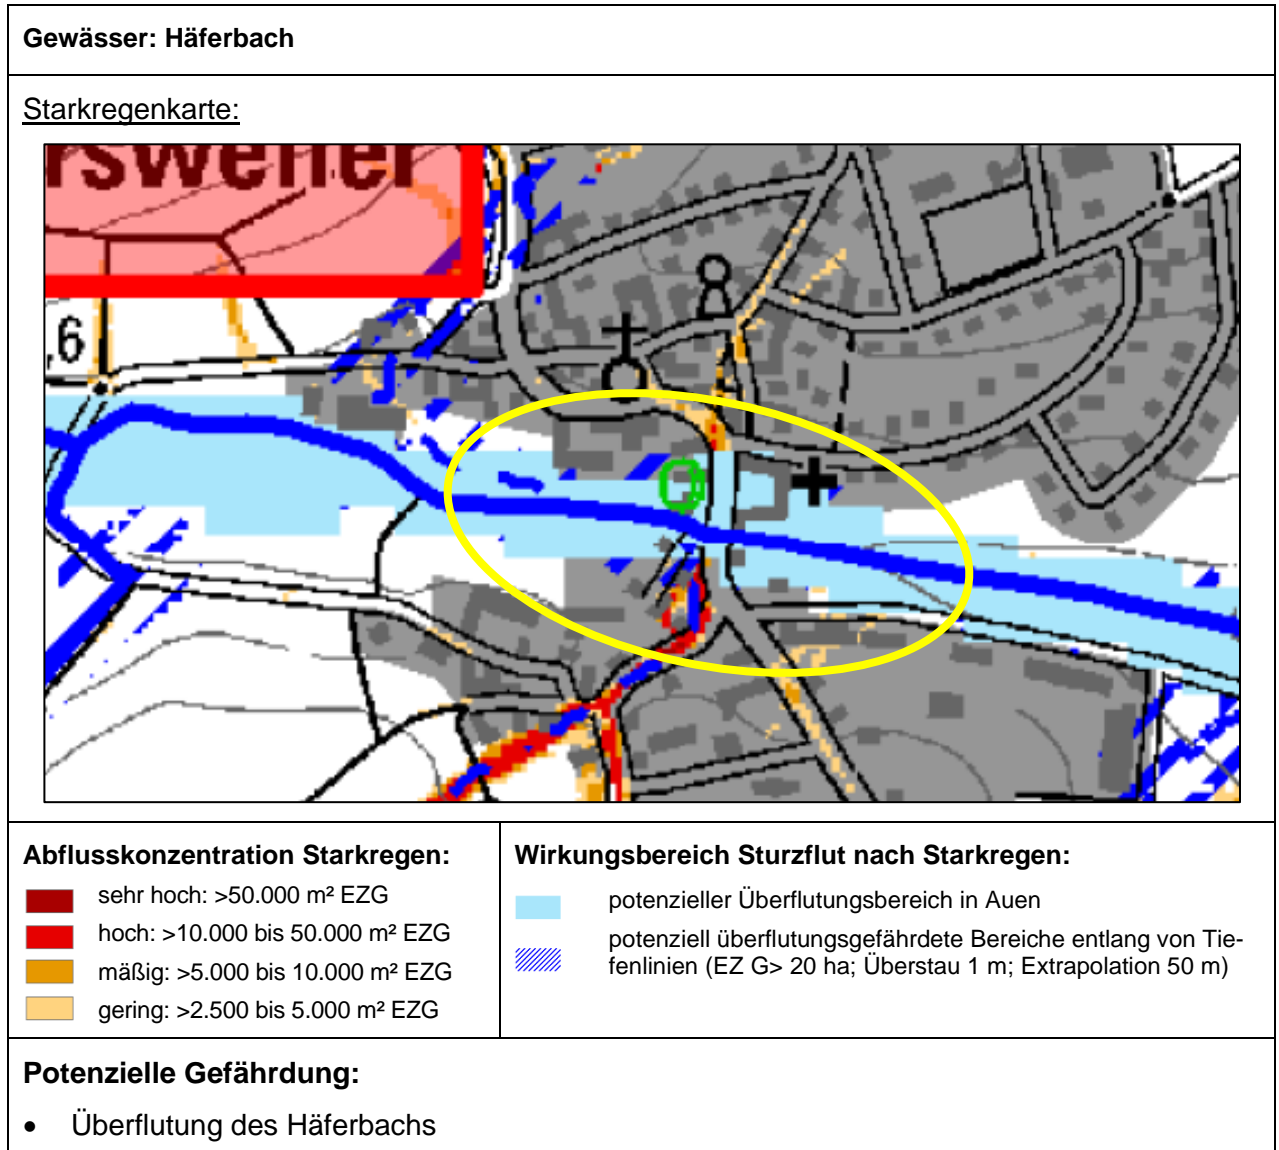 Gewässer: Häferbach
Starkregenkarte:
rsweiler
,6
Abflusskonzentration Starkregen:
sehr hoch: >50.000 m² EZG
hoch: >10.000 bis 50.000 m² EZG
mäßig: >5.000 bis 10.000 m² EZG
gering: >2.500 bis 5.000 m² EZG
Wirkungsbereich Sturzflut nach Starkregen:
potenzieller Überflutungsbereich in Auen
potenziell überflutungsgefährdete Bereiche entlang von Tie-
fenlinien (EZ G> 20 ha; Überstau 1 m; Extrapolation 50 m)
Potenzielle Gefährdung:
• Überflutung des Häferbachs